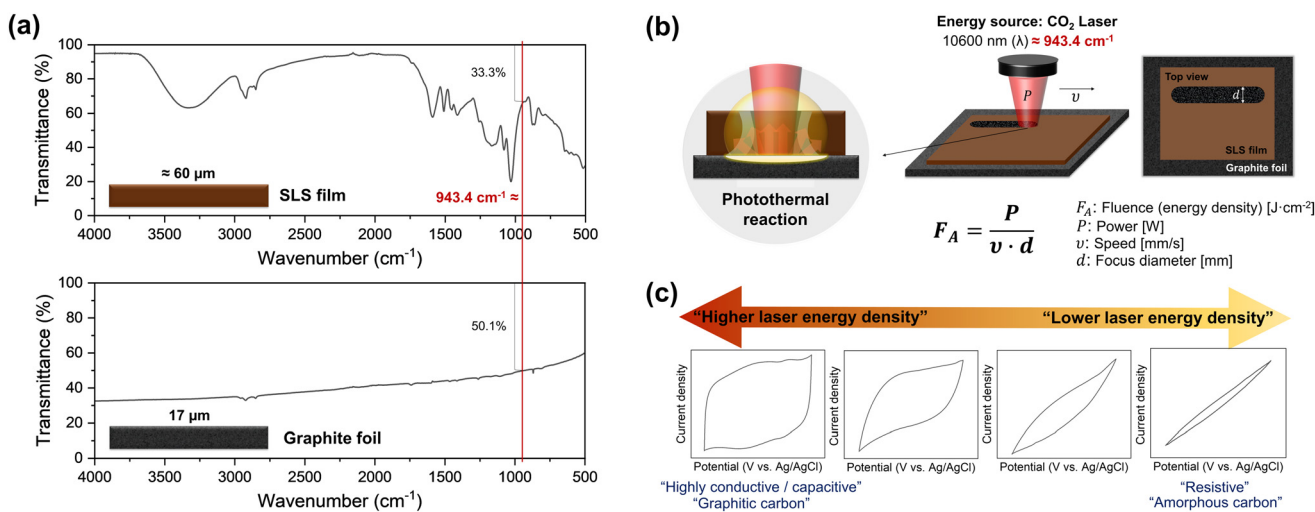 (a)
100
80
60
40
20
0
Transmittance (%)
33.3%
≈ 60 μm
SLS film
943.4 cm⁻¹ ≈
4000 3500 3000 2500 2000 1500 1000 500
Wavenumber (cm⁻¹)
100
80
60
40
20
0
Transmittance (%)
50.1%
17 μm
Graphite foil
4000 3500 3000 2500 2000 1500 1000 500
Wavenumber (cm⁻¹)
(b)
Energy source: CO₂ Laser
10600 nm (λ) ≈ 943.4 cm⁻¹
P
υ
Photothermal
reaction
Top view
d
SLS film
Graphite foil
F_A = P / υ · d
F_A: Fluence (energy density) [J·cm⁻²]
P: Power [W]
υ: Speed [mm/s]
d: Focus diameter [mm]
(c)
“Higher laser energy density” “Lower laser energy density”
Current density
Potential (V vs. Ag/AgCl)
Current density
Potential (V vs. Ag/AgCl)
Current density
Potential (V vs. Ag/AgCl)
Current density
Potential (V vs. Ag/AgCl)
“Highly conductive / capacitive”
“Graphitic carbon”
“Resistive”
“Amorphous carbon”